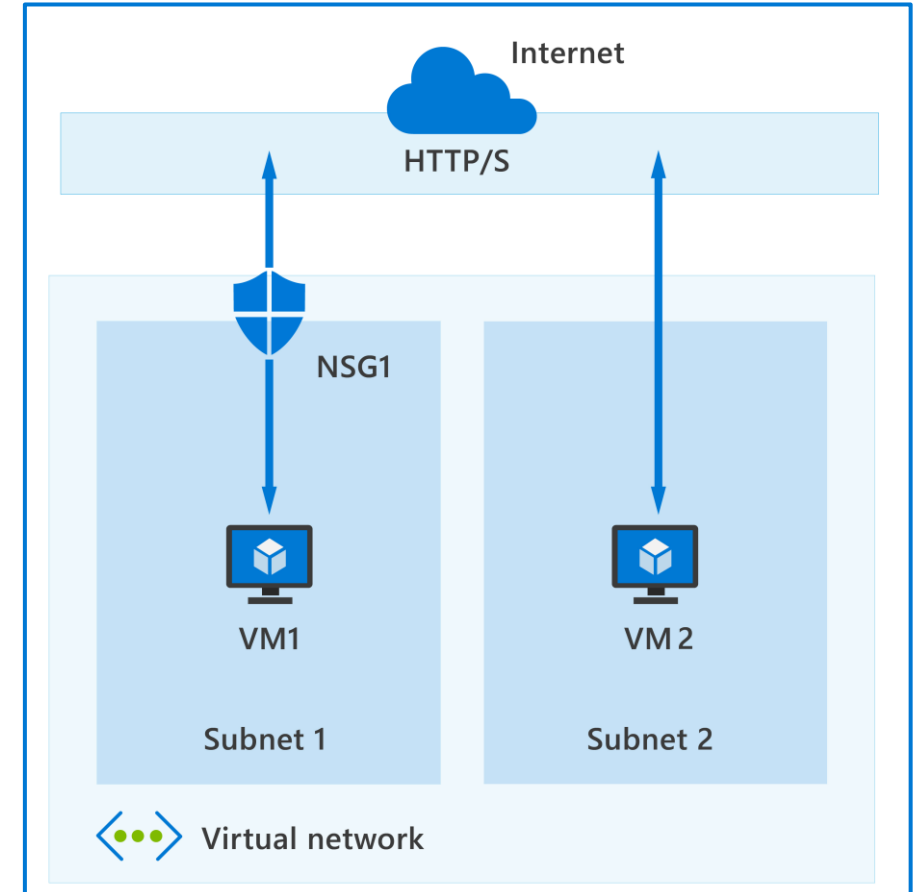 Internet
HTTP/S
NSG1
VM1
VM 2
Subnet 1
Subnet 2
Virtual network